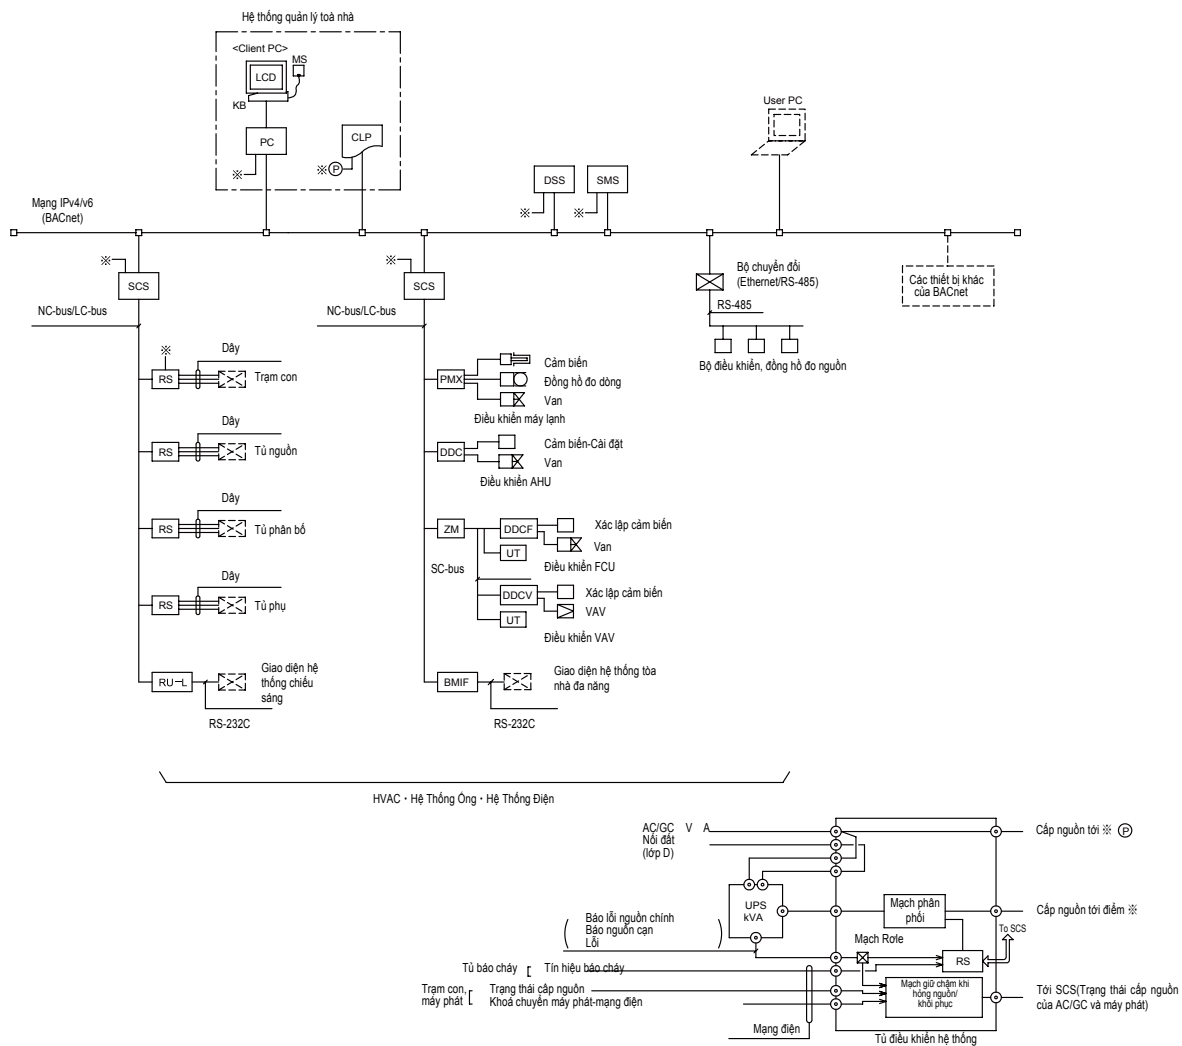 Hệ thống quản lý toà nhà
<Client PC>
MS
LCD
KB
PC
CLP
※
※ P
User PC
DSS
SMS
※
※
Mạng IPv4/v6
(BACnet)
※
※
SCS
SCS
Bộ chuyển đổi
(Ethernet/RS-485)
Các thiết bị khác
của BACnet
NC-bus/LC-bus
NC-bus/LC-bus
RS-485
Bộ điều khiển, đồng hồ đo nguồn
※
Dây
RS
Trạm con
Dây
RS
Tủ nguồn
Dây
RS
Tủ phân bố
Dây
RS
Tủ phụ
RU-L
Giao diện hệ
thống chiếu
sáng
RS-232C
PMX
Cảm biến
Đồng hồ đo dòng
Van
Điều khiển máy lạnh
DDC
Cảm biến-Cài đặt
Van
Điều khiển AHU
ZM
DDCF
Xác lập cảm biến
Van
UT
Điều khiển FCU
SC-bus
DDCV
Xác lập cảm biến
VAV
UT
Điều khiển VAV
BMIF
Giao diện hệ thống tòa
nhà đa năng
RS-232C
HVAC・Hệ Thống Ống・Hệ Thống Điện
AC/GC V A
Nối đất
(lớp D)
Cấp nguồn tới ※ P
UPS
kVA
Mạch phân
phối
Cấp nguồn tới điểm ※
Báo lỗi nguồn chính
Báo nguồn cạn
Lỗi
Mạch Rơle
To SCS
RS
Tủ báo cháy
Tín hiệu báo cháy
Trạm con,
máy phát
Trạng thái cấp nguồn
Khoá chuyển máy phát-mạng điện
Mạch giữ chậm khi
hỏng nguồn/
khôi phục
Tới SCS(Trạng thái cấp nguồn
của AC/GC và máy phát)
Mạng điện
Tủ điều khiển hệ thống